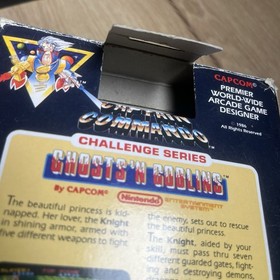 CAPCOM®
PREMIER
WORLD-WIDE
ARCADE GAME
DESIGNER
© 1986
All Rights Reserved
CAPTAIN
COMMANDO
CHALLENGE SERIES
GHOSTS 'N GOBLINS
By CAPCOM®
Nintendo
ENTERTAINMENT
SYSTEM
The beautiful princess is kid-
napped. Her lover, the Knight
in shining armor, armed with
five different weapons to fight
the enemy, sets out to rescue
the beautiful princess.
The Knight, aided by your
skill, must pass thru seven
different guarded gates, fight-
ing and destroying demons,